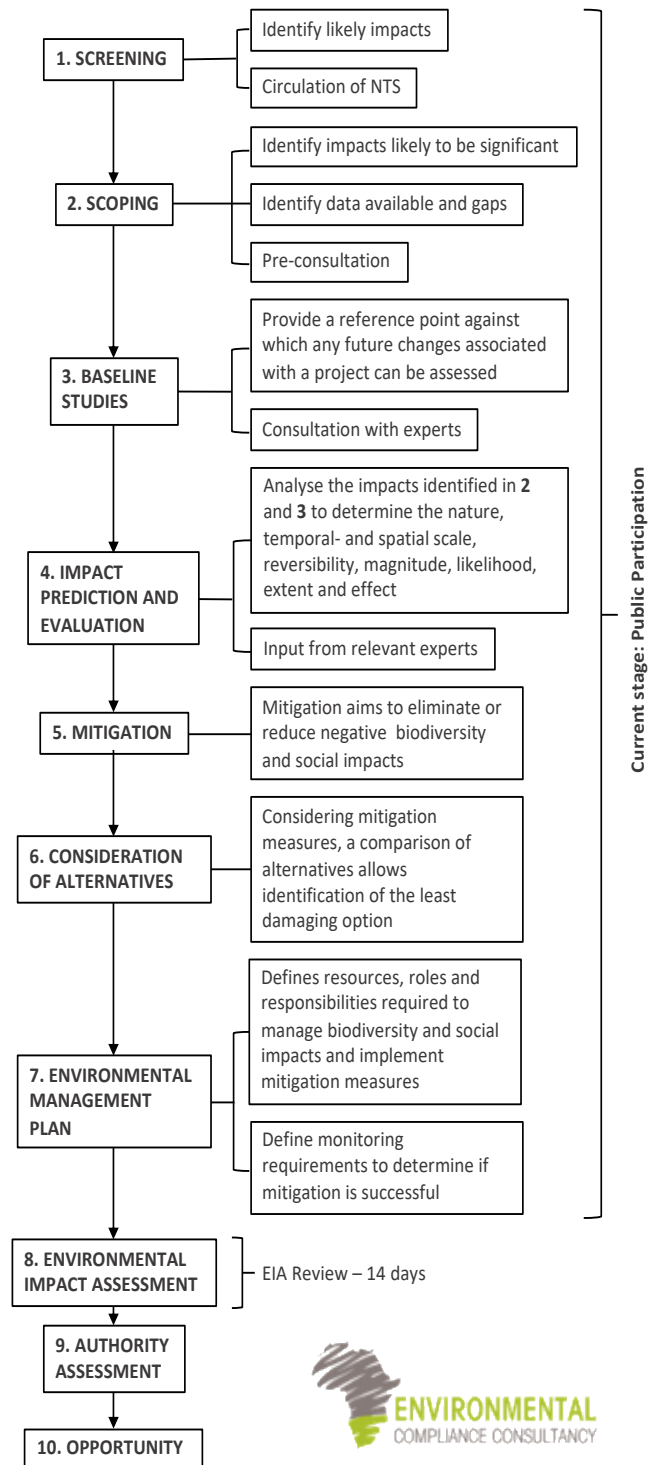 1. SCREENING
Identify likely impacts
Circulation of NTS
2. SCOPING
Identify impacts likely to be significant
Identify data available and gaps
Pre-consultation
3. BASELINE
STUDIES
Provide a reference point against
which any future changes associated
with a project can be assessed
Consultation with experts
4. IMPACT
PREDICTION AND
EVALUATION
Analyse the impacts identified in 2
and 3 to determine the nature,
temporal- and spatial scale,
reversibility, magnitude, likelihood,
extent and effect
Input from relevant experts
5. MITIGATION
Mitigation aims to eliminate or
reduce negative biodiversity
and social impacts
6. CONSIDERATION
OF ALTERNATIVES
Considering mitigation
measures, a comparison of
alternatives allows
identification of the least
damaging option
7. ENVIRONMENTAL
MANAGEMENT
PLAN
Defines resources, roles and
responsibilities required to
manage biodiversity and social
impacts and implement
mitigation measures
Define monitoring
requirements to determine if
mitigation is successful
Current stage: Public Participation
8. ENVIRONMENTAL
IMPACT ASSESSMENT
EIA Review – 14 days
9. AUTHORITY
ASSESSMENT
10. OPPORTUNITY
ENVIRONMENTAL
COMPLIANCE CONSULTANCY